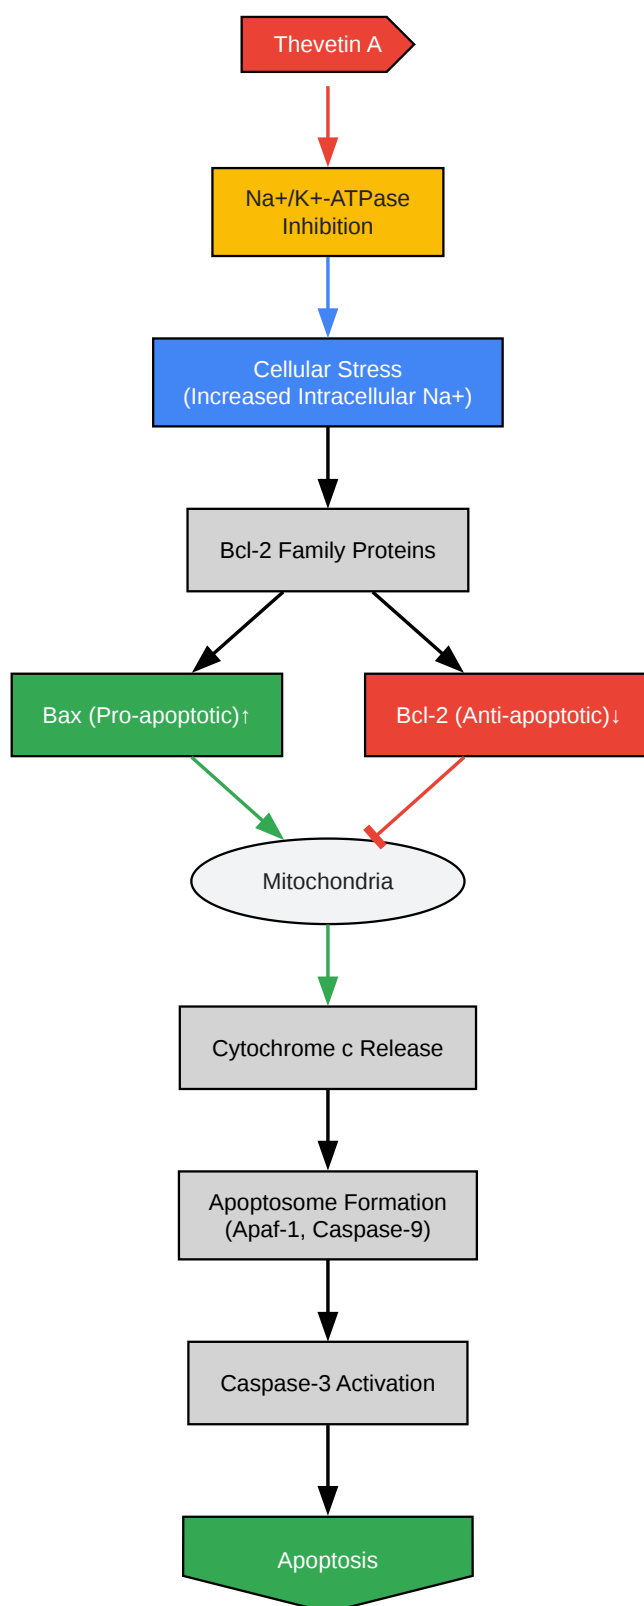 Thevetin A
Na+/K+-ATPase
Inhibition
Cellular Stress
(Increased Intracellular Na+)
Bcl-2 Family Proteins
Bax (Pro-apoptotic)↑
Bcl-2 (Anti-apoptotic)↓
Mitochondria
Cytochrome c Release
Apoptosome Formation
(Apaf-1, Caspase-9)
Caspase-3 Activation
Apoptosis